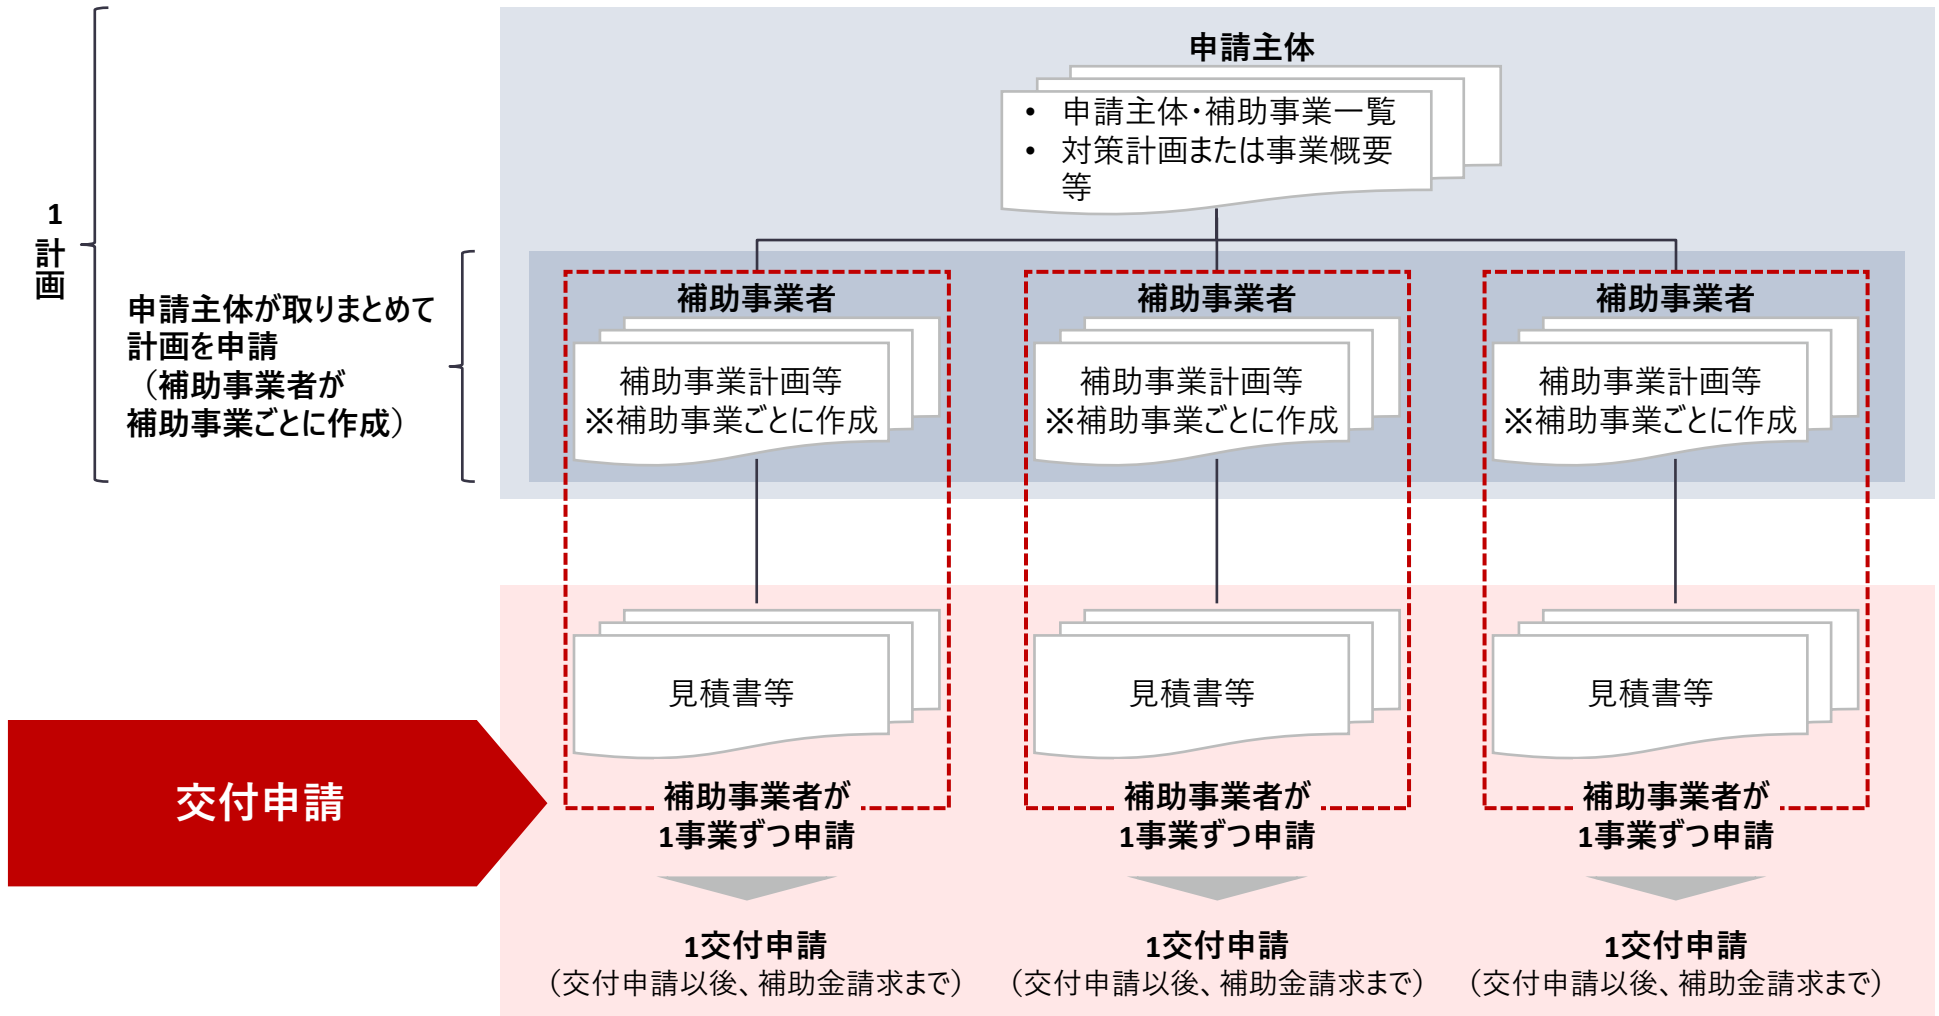 申請主体
• 申請主体・補助事業一覧
• 対策計画または事業概要
等
1
計
画
申請主体が取りまとめて
計画を申請
（補助事業者が
補助事業ごとに作成）
補助事業者
補助事業計画等
※補助事業ごとに作成
補助事業者
補助事業計画等
※補助事業ごとに作成
補助事業者
補助事業計画等
※補助事業ごとに作成
見積書等
見積書等
見積書等
交付申請
補助事業者が
1事業ずつ申請
補助事業者が
1事業ずつ申請
補助事業者が
1事業ずつ申請
1交付申請
（交付申請以後、補助金請求まで）
1交付申請
（交付申請以後、補助金請求まで）
1交付申請
（交付申請以後、補助金請求まで）